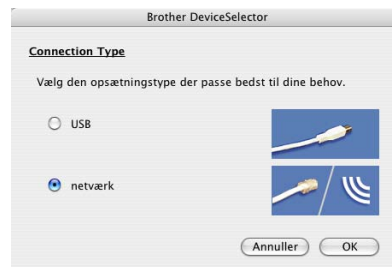 Brother DeviceSelector
Connection Type
Vælg den opsætningstype der passe bedst til dine behov.
USB
netværk
Annuller OK